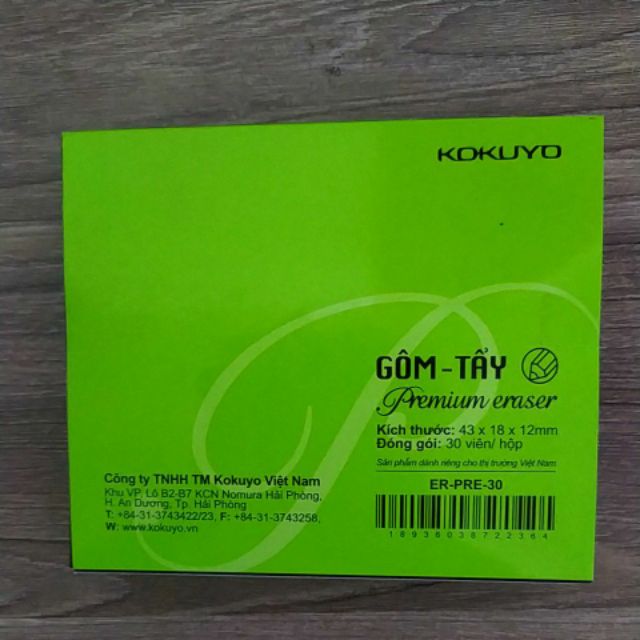 KOKUYO
GÔM-TẨY
Premium eraser
Kích thước: 43 x 18 x 12mm
Đóng gói: 30 viên/ hộp
Sản phẩm dành riêng cho thị trường Việt Nam
ER-PRE-30
18938038722364
Công ty TNHH TM Kokuyo Việt Nam
Khu VP, Lô B2-B7 KCN Nomura Hải Phòng,
H. An Dương, Tp. Hải Phòng
T: +84-31-3743422/23, F: +84-31-3743258,
W: www.kokuyo.vn